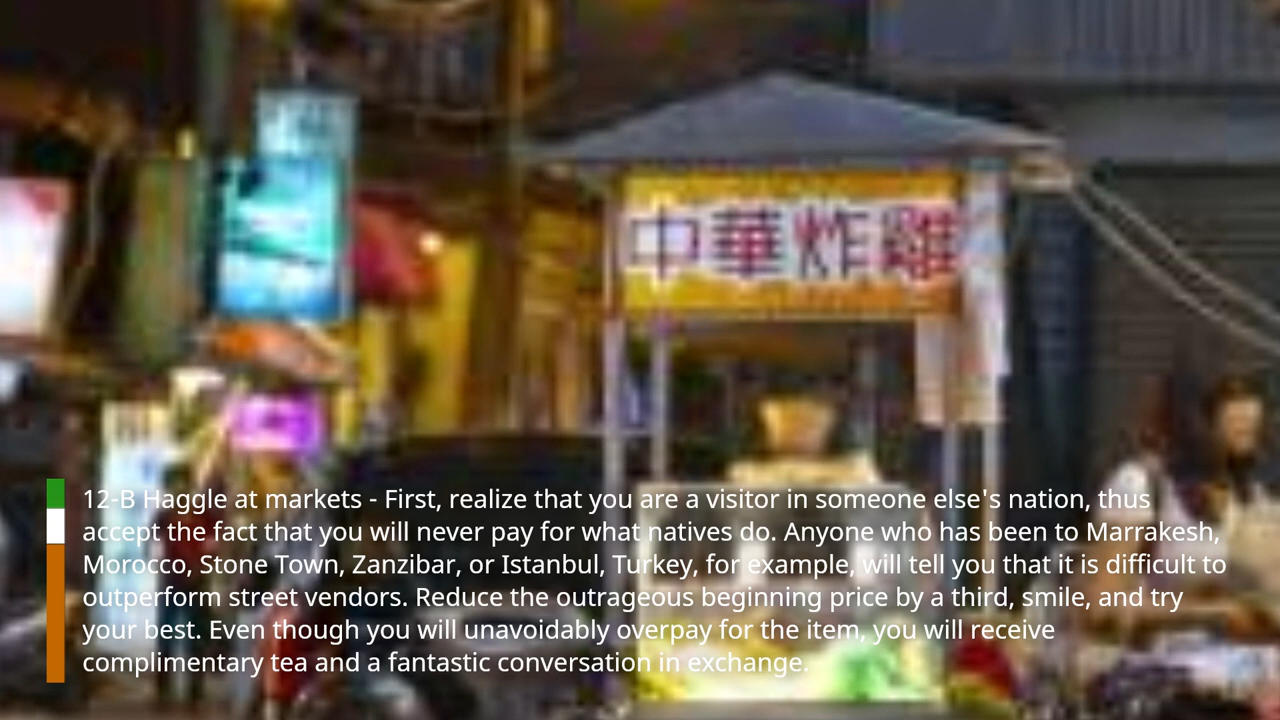 中華炸雞
12-B Haggle at markets - First, realize that you are a visitor in someone else's nation, thus
accept the fact that you will never pay for what natives do. Anyone who has been to Marrakesh,
Morocco, Stone Town, Zanzibar, or Istanbul, Turkey, for example, will tell you that it is difficult to
outperform street vendors. Reduce the outrageous beginning price by a third, smile, and try
your best. Even though you will unavoidably overpay for the item, you will receive
complimentary tea and a fantastic conversation in exchange.